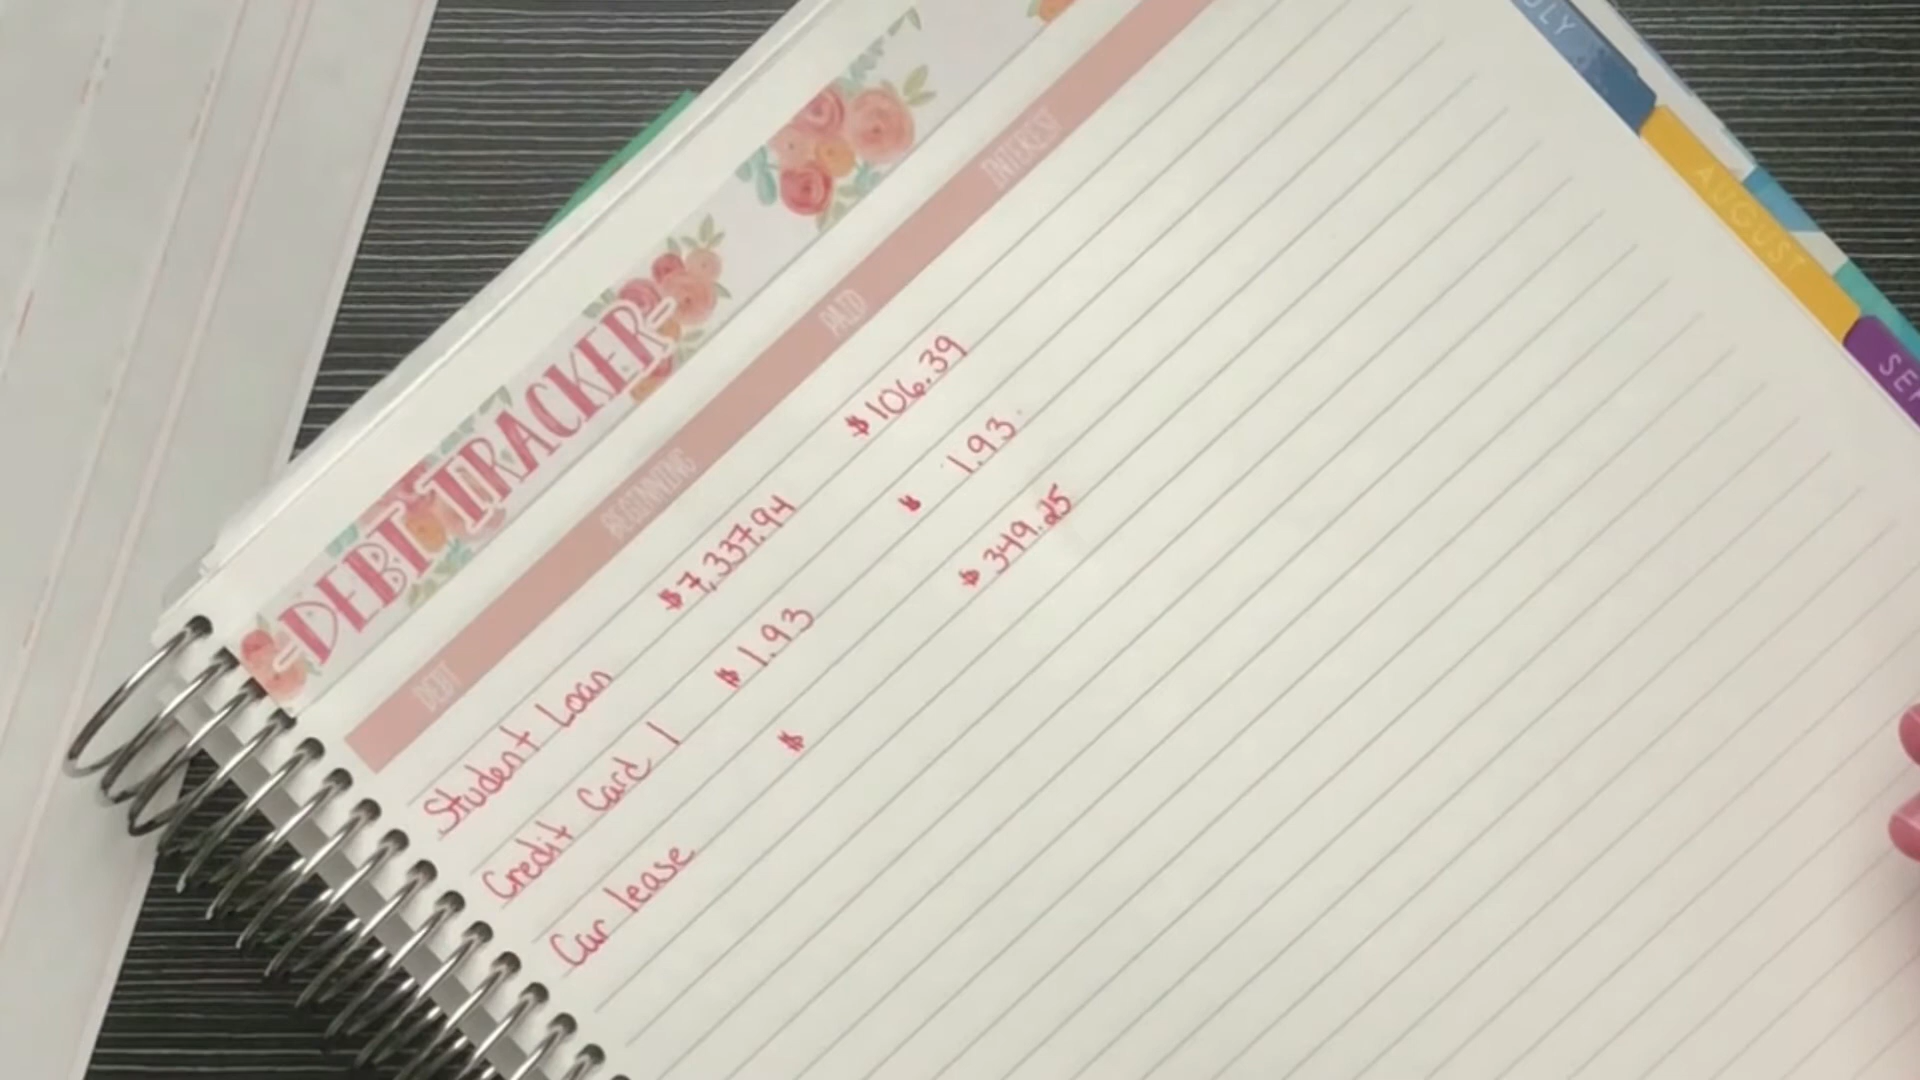 -DEBT TRACKER-
DEBT BEGINNING PAID INTEREST
Student Loan $7,337.94 $106.39
Credit Card 1 $1.93 $ 1.93
Car lease $ $349.25
AUGUST